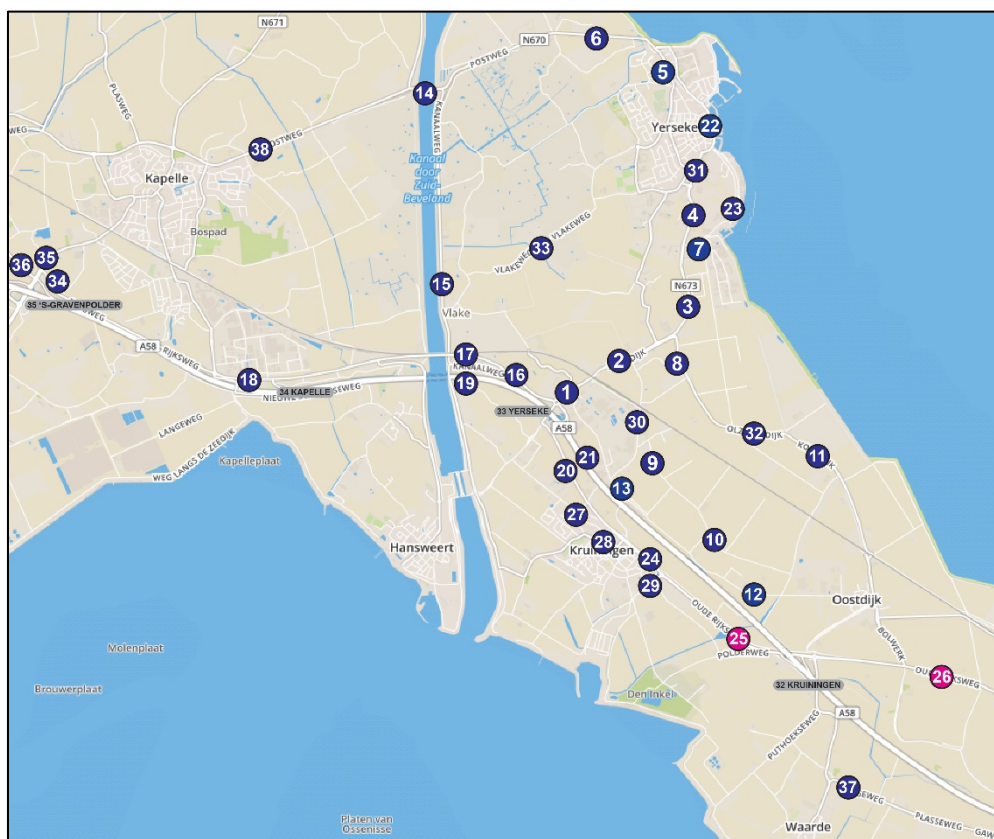 N671
6
N670
POSTWEG
5
PLASWEG
14
KANAALWEG
22
Yerseke
38
Kanaal
door
Zuid-
Beveland
31
Kapelle
23
4
Bospad
33
VLAKEWEG
VLAKEWEG
7
35
36
34
15
N673
35 'S-GRAVENPOLDER
3
Vlake
RIJKSWEG
A58
17
2
8
18
KANAALWEG
16
19
34 KAPELLE
1
33 YERSEKE
A58
30
32
LANGEWEG
11
Kapelleplaat
WEG LANGS DE ZEEDIJK
21
20
9
13
27
Hansweert
28
Kruiningen
10
24
29
12
Oostdijk
25
BOLWERK
Molenplaat
POLDERWEG
26
Brouwerplaat
Den Inkel
32 KRUININGEN
A58
PUTHOEKSEWEG
37
Platen van
Ossenisse
Waarde
PLASSEWEG